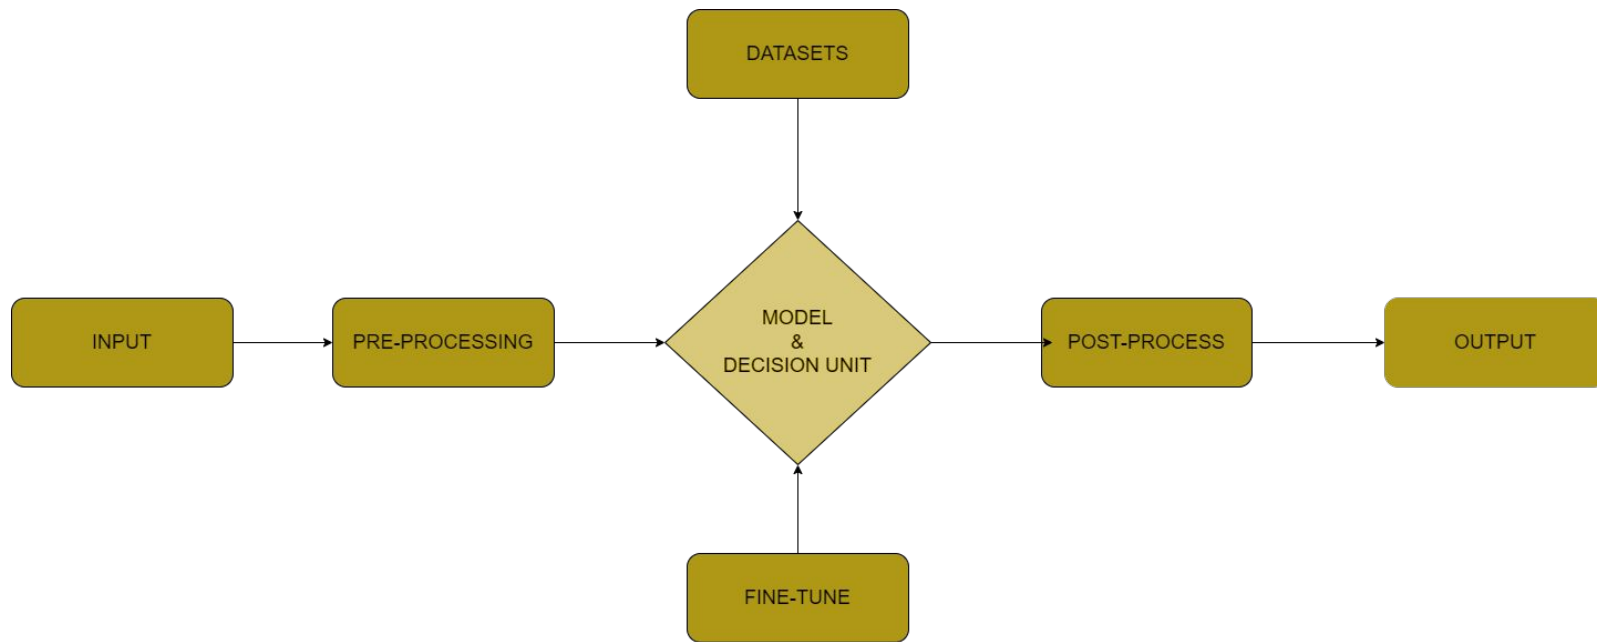 DATASETS
INPUT
PRE-PROCESSING
MODEL
&
DECISION UNIT
POST-PROCESS
OUTPUT
FINE-TUNE